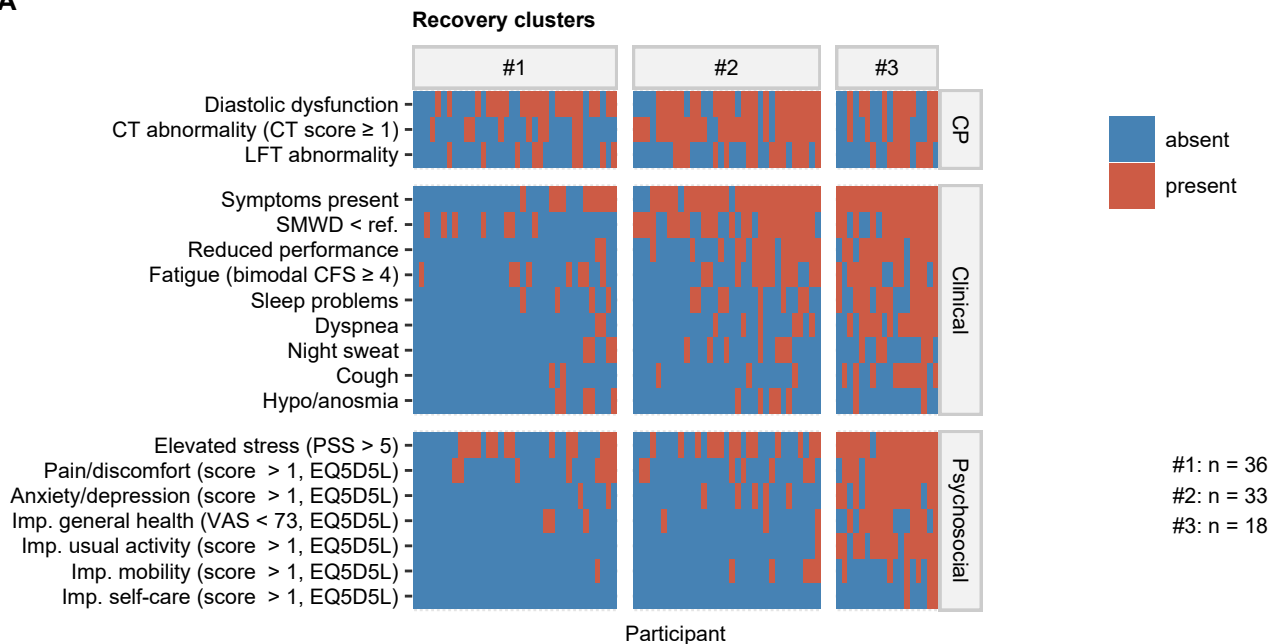 A
Recovery clusters
#1 #2 #3
Diastolic dysfunction
CT abnormality (CT score ≥ 1)
LFT abnormality
CP
absent
present
Symptoms present
SMWD < ref.
Reduced performance
Fatigue (bimodal CFS ≥ 4)
Sleep problems
Dyspnea
Night sweat
Cough
Hypo/anosmia
Clinical
Elevated stress (PSS > 5)
Pain/discomfort (score > 1, EQ5D5L)
Anxiety/depression (score > 1, EQ5D5L)
Imp. general health (VAS < 73, EQ5D5L)
Imp. usual activity (score > 1, EQ5D5L)
Imp. mobility (score > 1, EQ5D5L)
Imp. self-care (score > 1, EQ5D5L)
Psychosocial
#1: n = 36
#2: n = 33
#3: n = 18
Participant